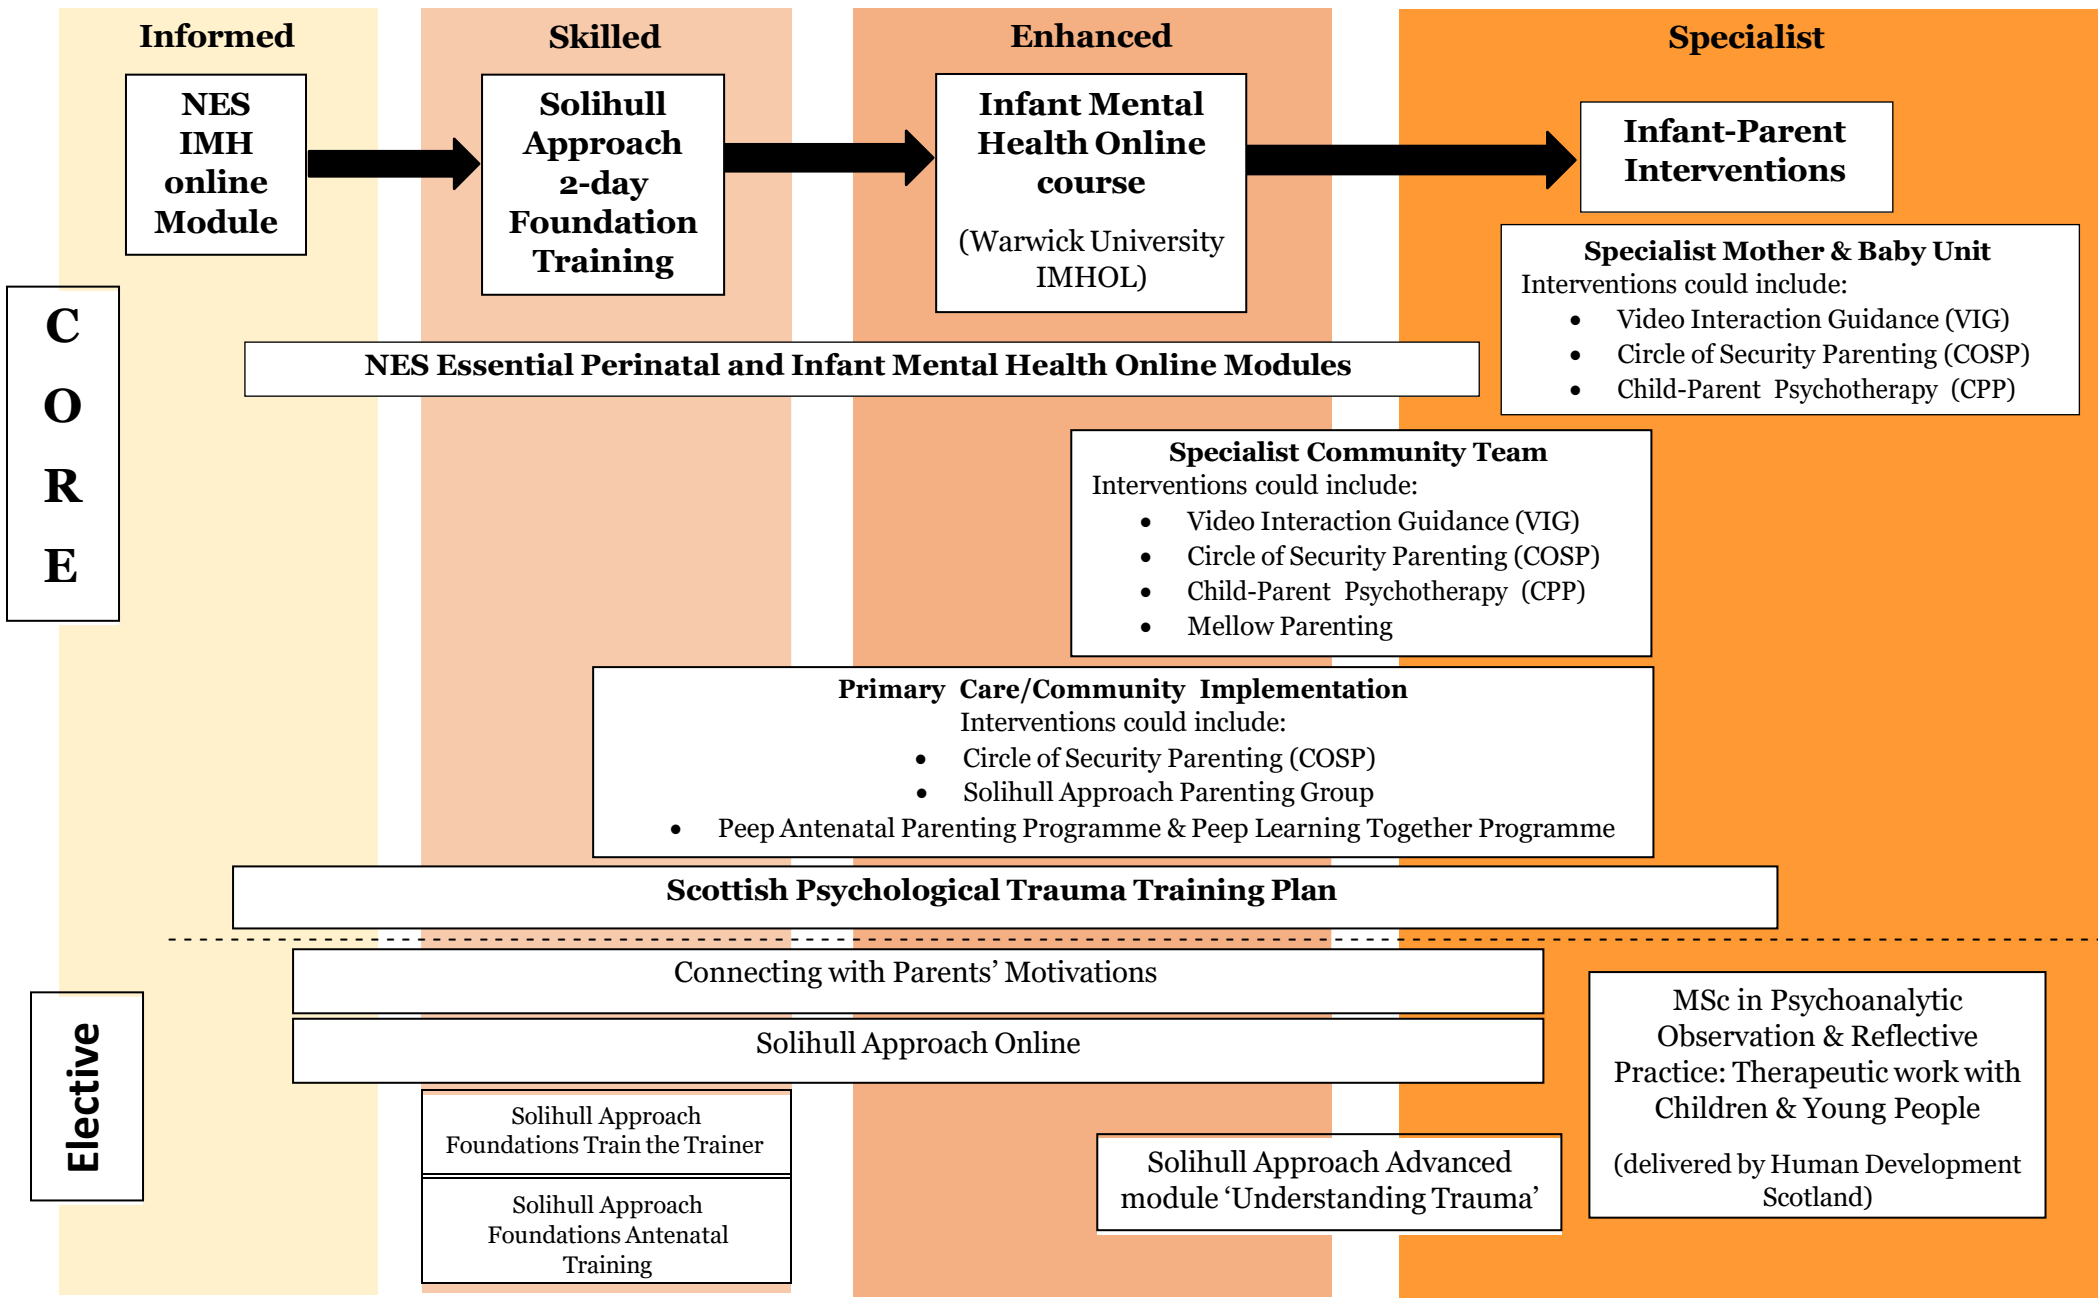 Informed
Skilled
Enhanced
Specialist
NES
IMH
online
Module
Solihull
Approach
2-day
Foundation
Training
Infant Mental
Health Online
course
(Warwick University
IMHOL)
Infant-Parent
Interventions
C
O
R
E
Specialist Mother & Baby Unit
Interventions could include:
• Video Interaction Guidance (VIG)
• Circle of Security Parenting (COSP)
• Child-Parent Psychotherapy (CPP)
NES Essential Perinatal and Infant Mental Health Online Modules
Specialist Community Team
Interventions could include:
• Video Interaction Guidance (VIG)
• Circle of Security Parenting (COSP)
• Child-Parent Psychotherapy (CPP)
• Mellow Parenting
Primary Care/Community Implementation
Interventions could include:
• Circle of Security Parenting (COSP)
• Solihull Approach Parenting Group
• Peep Antenatal Parenting Programme & Peep Learning Together Programme
Scottish Psychological Trauma Training Plan
Elective
Connecting with Parents’ Motivations
Solihull Approach Online
Solihull Approach
Foundations Train the Trainer
Solihull Approach
Foundations Antenatal
Training
Solihull Approach Advanced
module ‘Understanding Trauma’
MSc in Psychoanalytic
Observation & Reflective
Practice: Therapeutic work with
Children & Young People
(delivered by Human Development
Scotland)